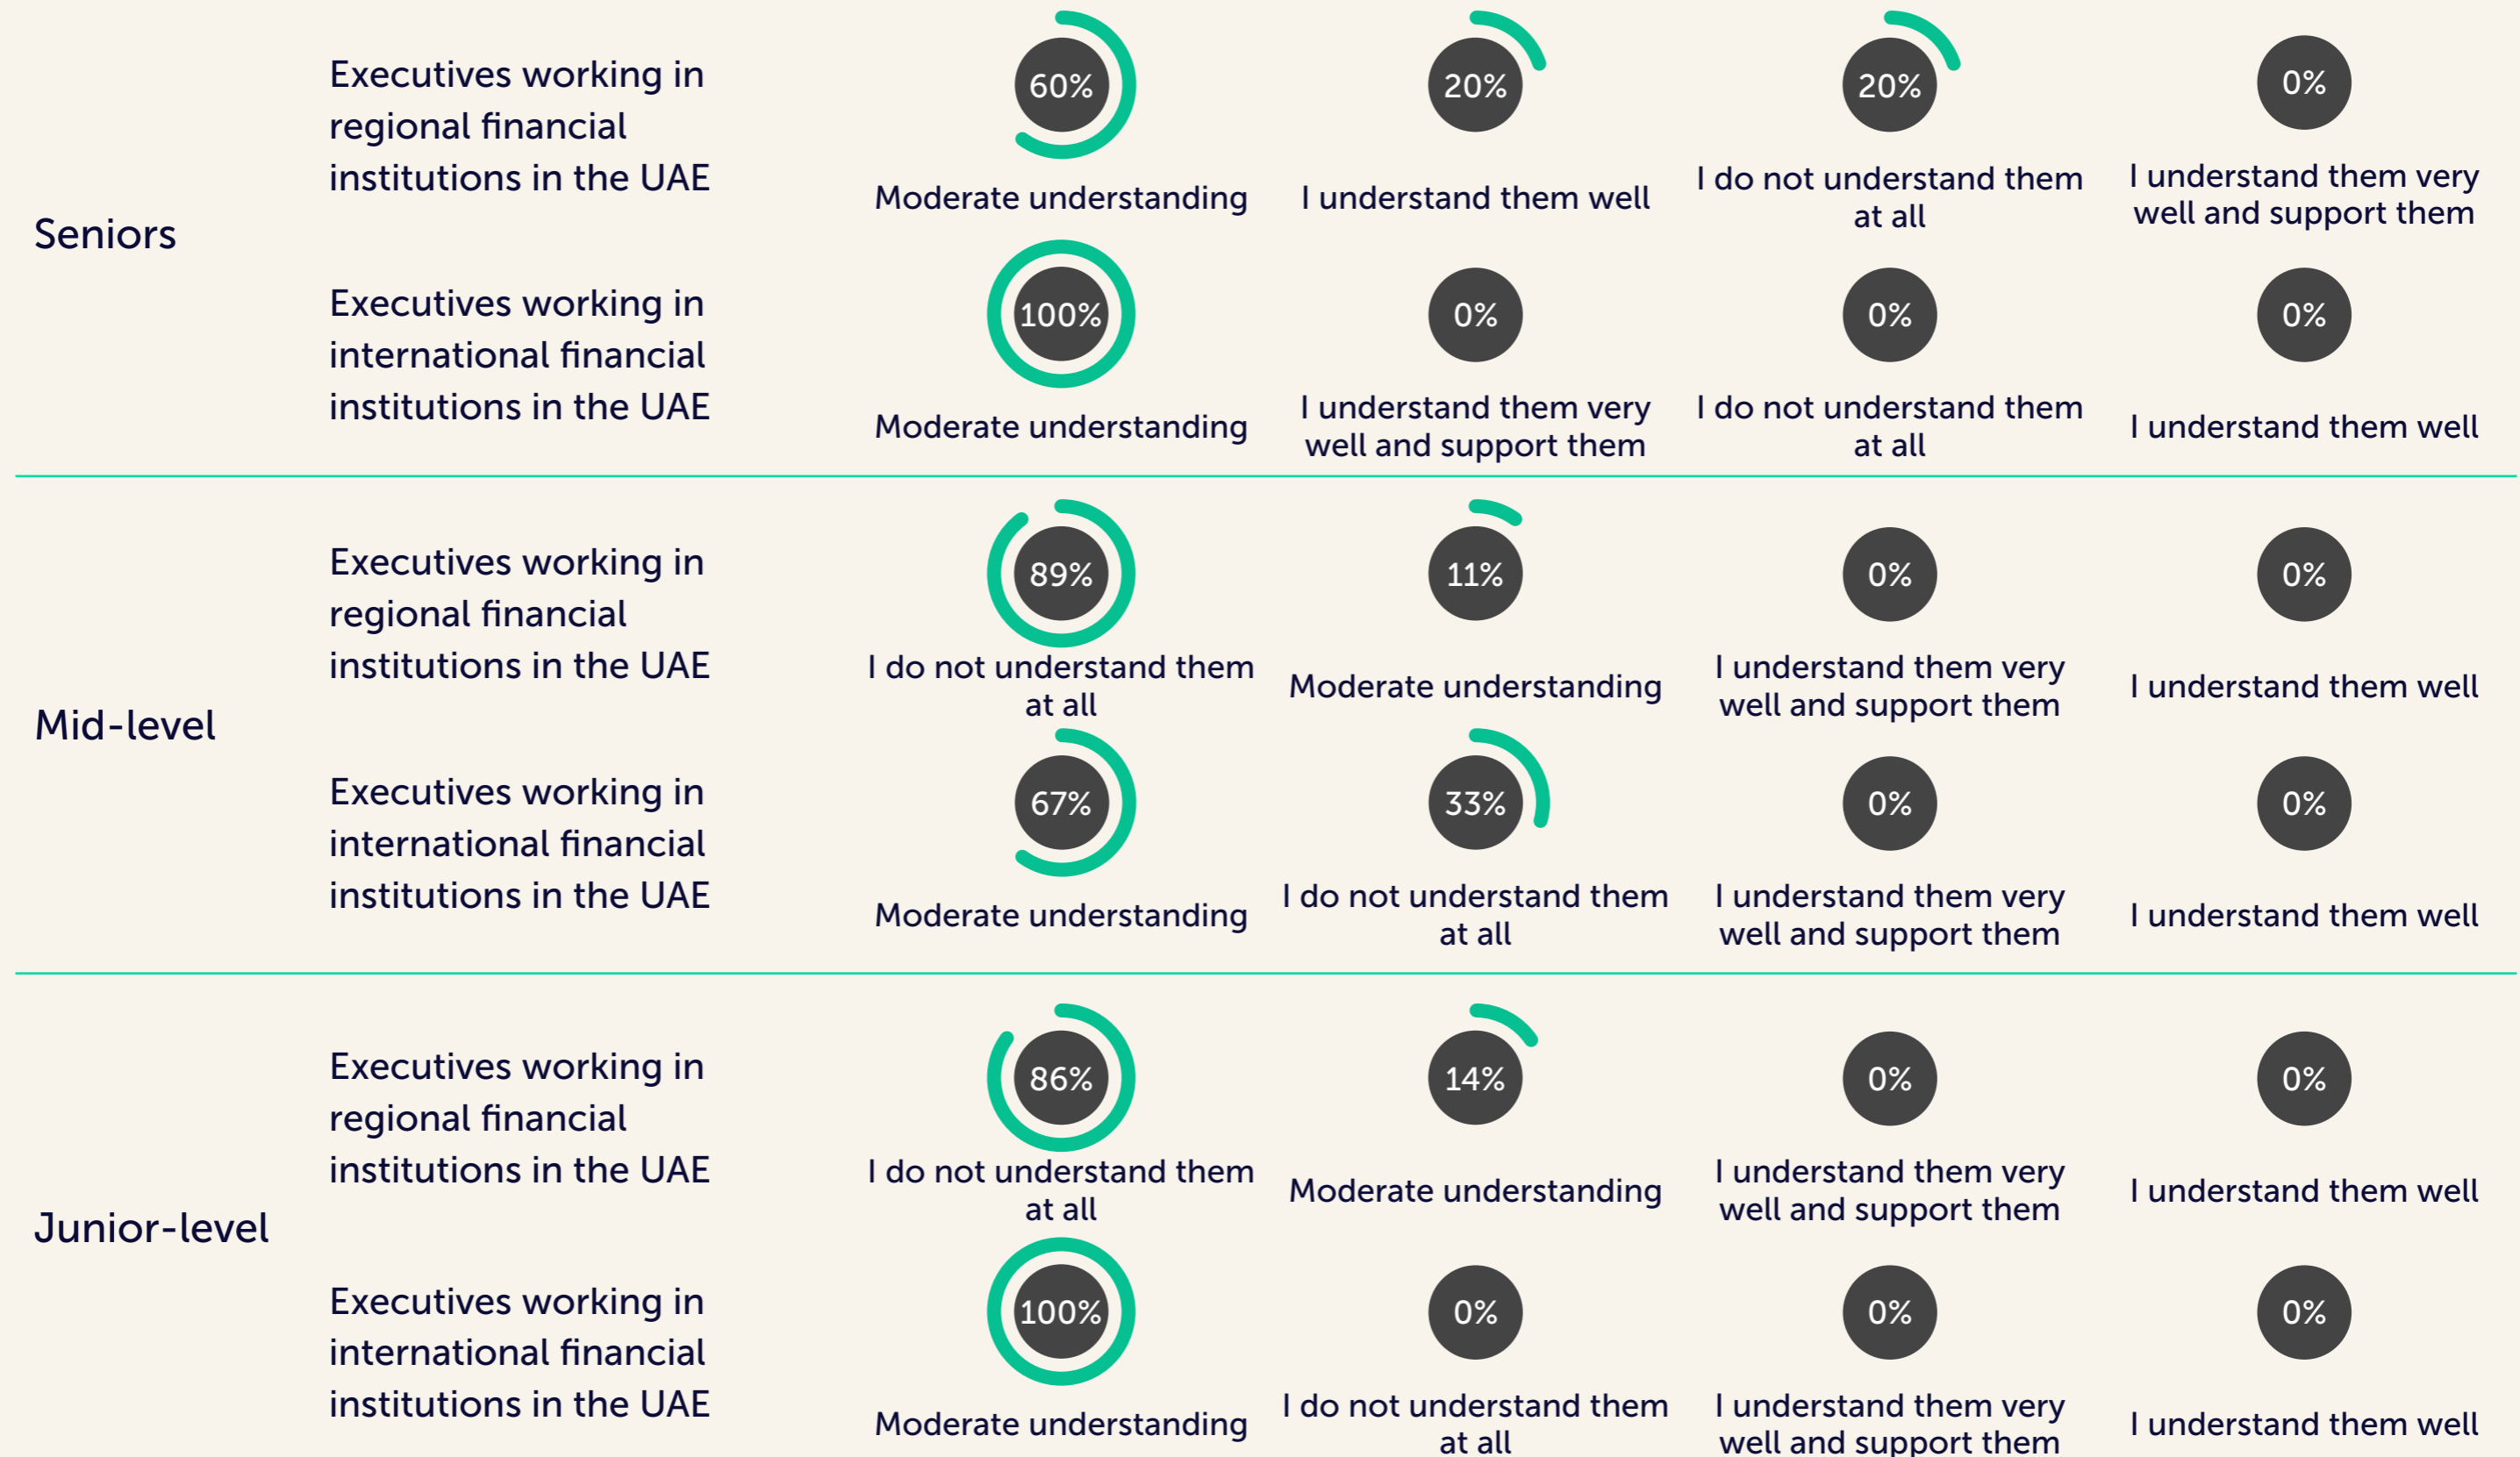 Seniors
Executives working in
regional financial
institutions in the UAE
60%
Moderate understanding
20%
I understand them well
20%
I do not understand them
at all
0%
I understand them very
well and support them
Executives working in
international financial
institutions in the UAE
100%
Moderate understanding
0%
I understand them very
well and support them
0%
I do not understand them
at all
0%
I understand them well
Mid-level
Executives working in
regional financial
institutions in the UAE
89%
I do not understand them
at all
11%
Moderate understanding
0%
I understand them very
well and support them
0%
I understand them well
Executives working in
international financial
institutions in the UAE
67%
Moderate understanding
33%
I do not understand them
at all
0%
I understand them very
well and support them
0%
I understand them well
Junior-level
Executives working in
regional financial
institutions in the UAE
86%
I do not understand them
at all
14%
Moderate understanding
0%
I understand them very
well and support them
0%
I understand them well
Executives working in
international financial
institutions in the UAE
100%
Moderate understanding
0%
I do not understand them
at all
0%
I understand them very
well and support them
0%
I understand them well